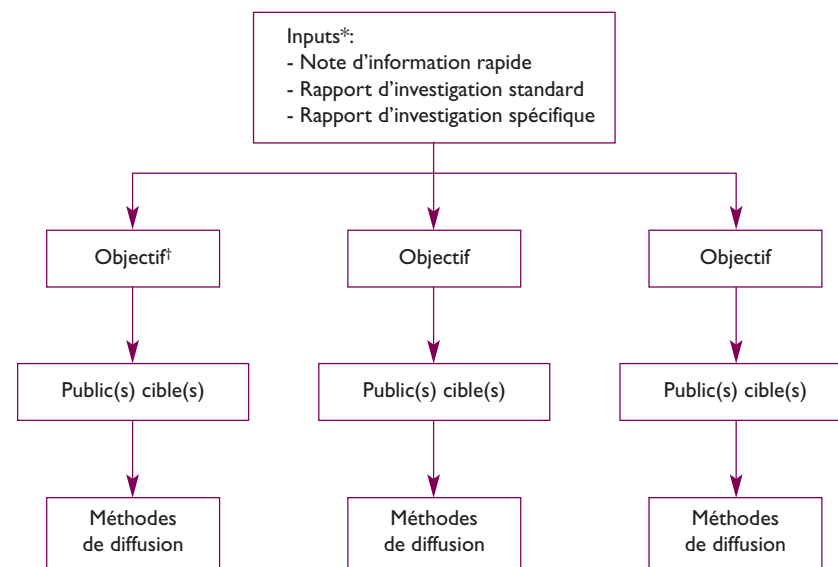 Inputs*:
- Note d’information rapide
- Rapport d’investigation standard
- Rapport d’investigation spécifique
Objectif†
Objectif
Objectif
Public(s) cible(s)
Public(s) cible(s)
Public(s) cible(s)
Méthodes
de diffusion
Méthodes
de diffusion
Méthodes
de diffusion